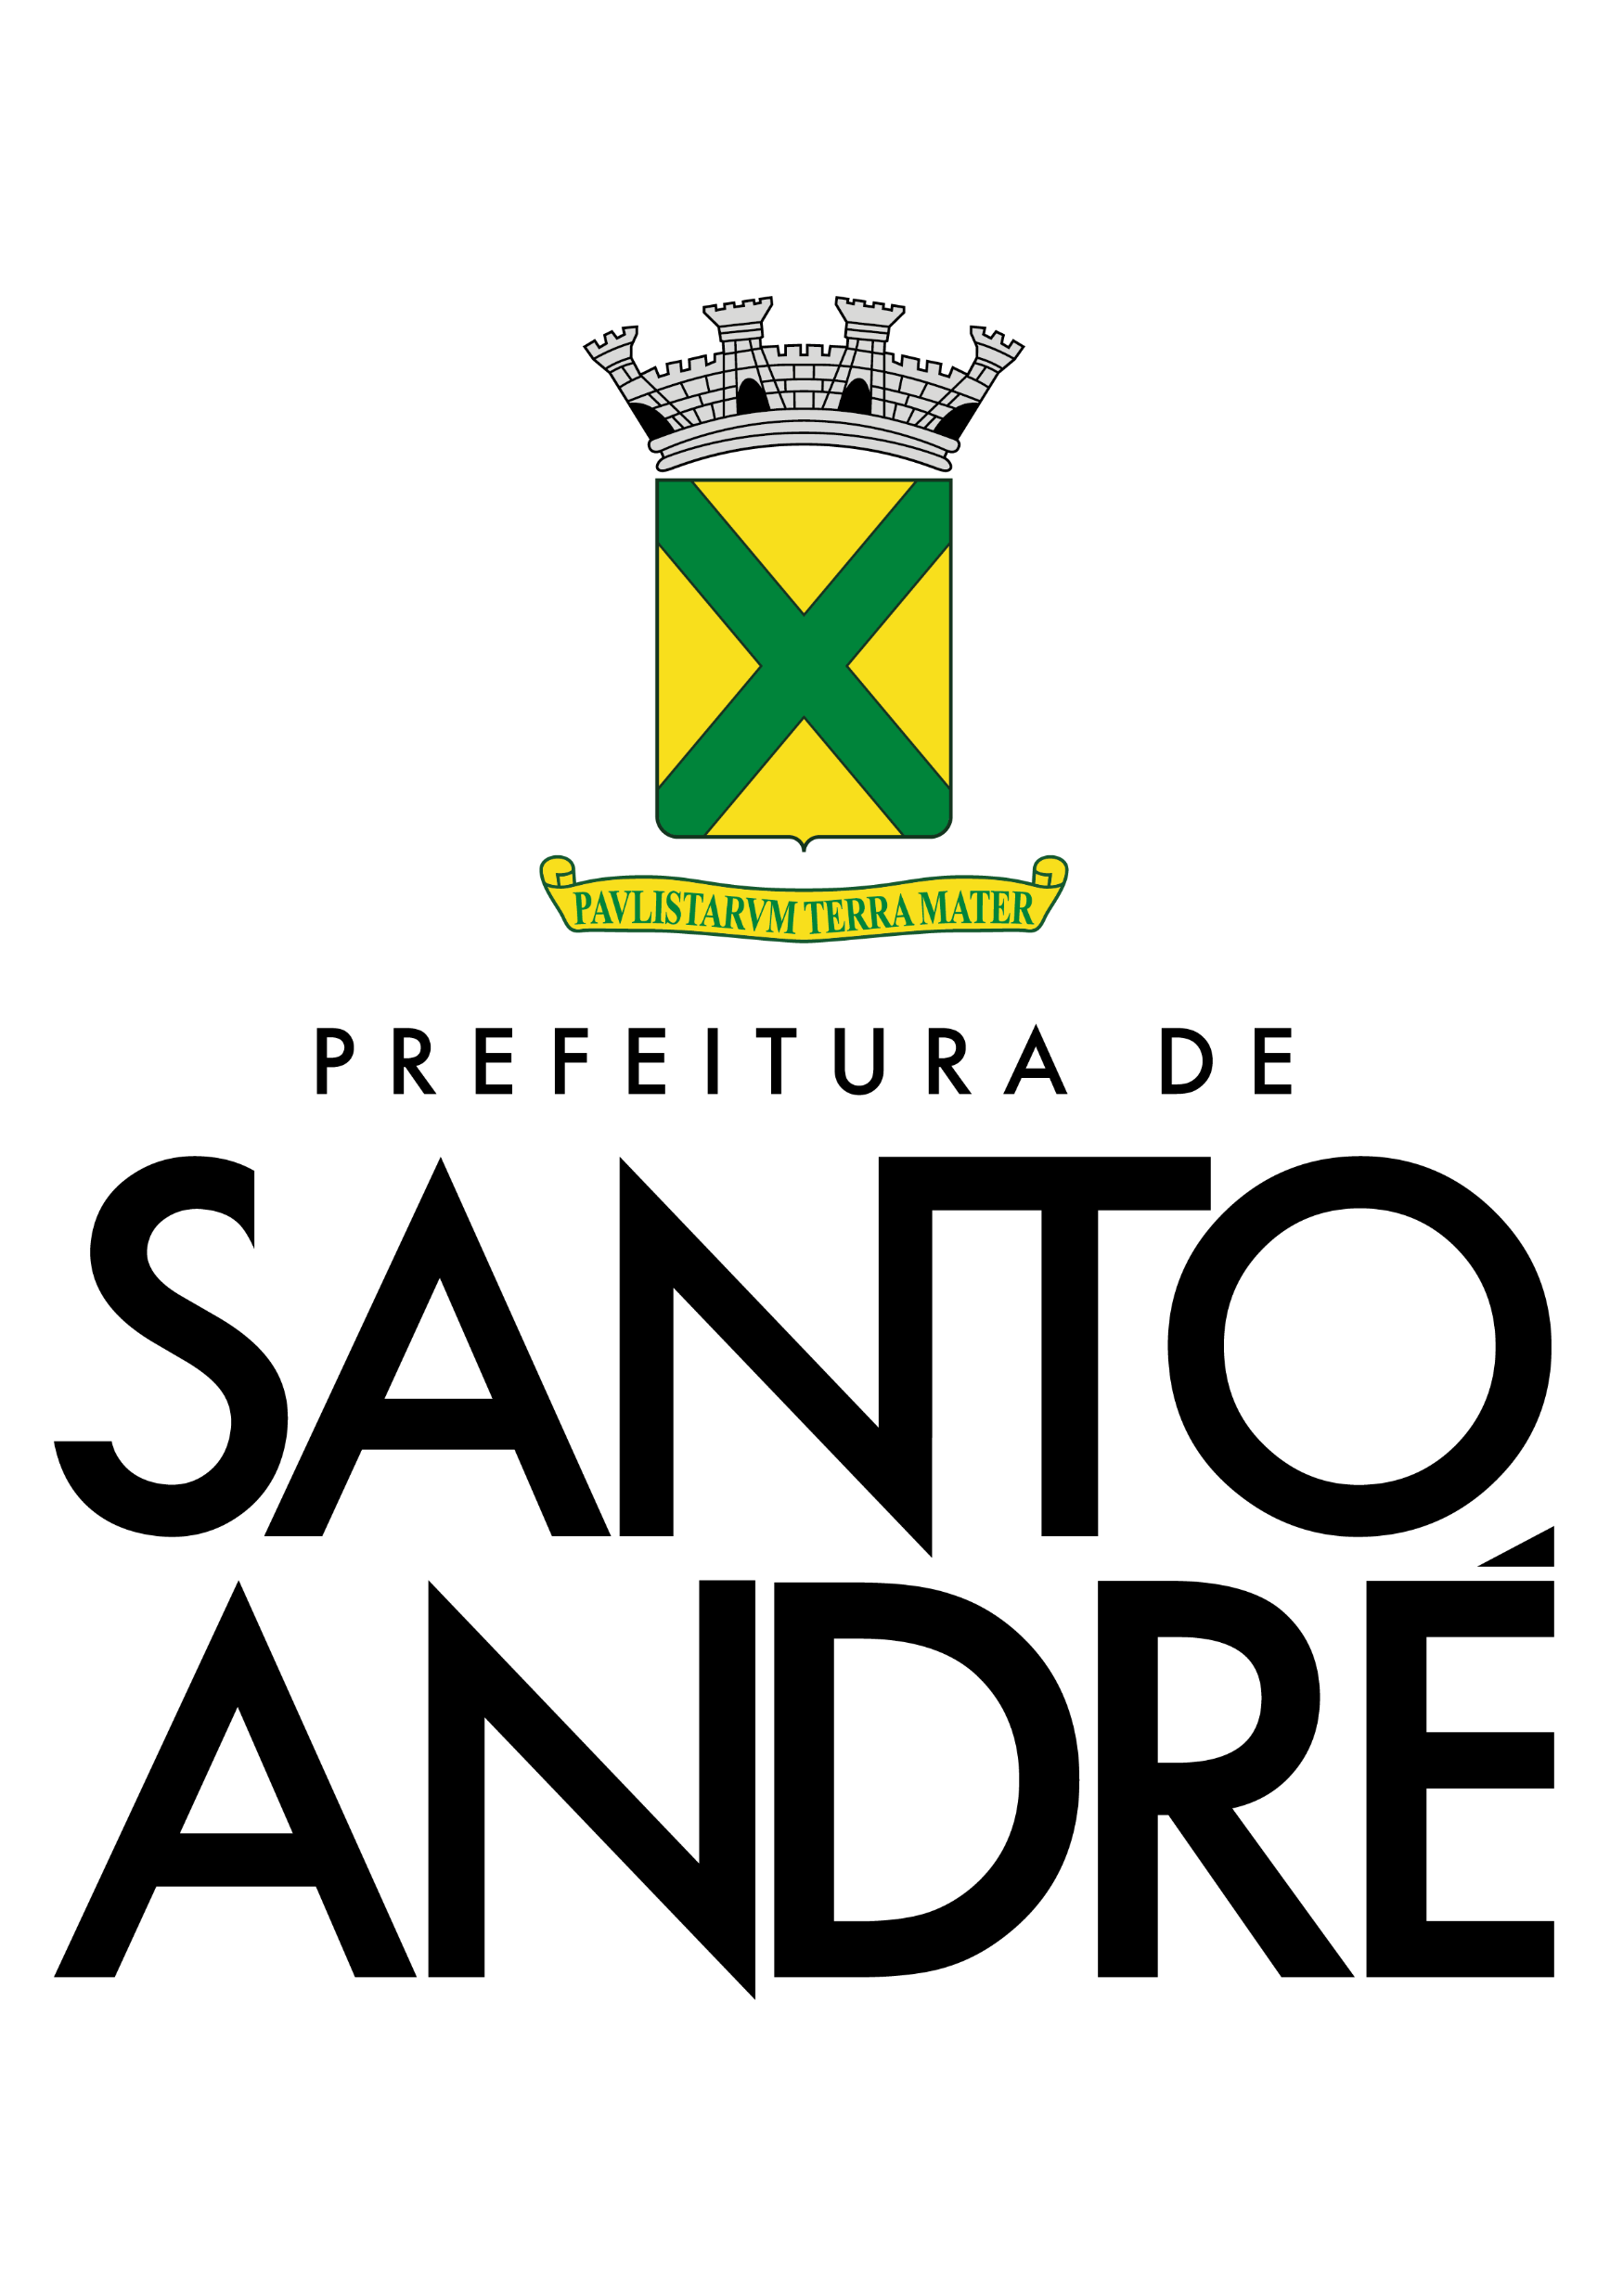 PAVLISTARVM TERRA MATER
PREFEITURA DE
SANTO
ANDRÉ